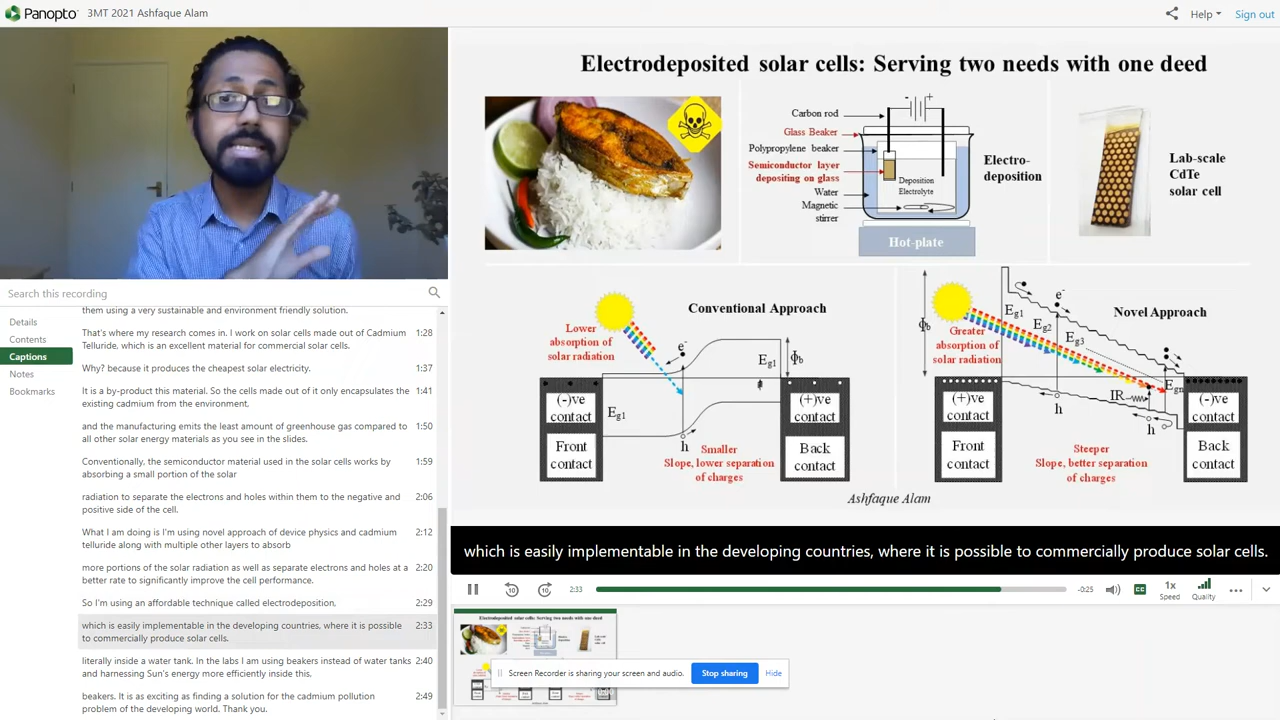 Panopto
3MT 2021 Ashfaque Alam
Help
Sign out
Search this recording
Details
Contents
Captions
Notes
Bookmarks
them using a very sustainable and environment friendly solution.
That's where my research comes in. I work on solar cells made out of Cadmium
Telluride, which is an excellent material for commercial solar cells.
1:28
Why? because it produces the cheapest solar electricity.
1:37
It is a by-product this material. So the cells made out of it only encapsulates the
existing cadmium from the environment,
1:41
and the manufacturing emits the least amount of greenhouse gas compared to
all other solar energy materials as you see in the slides.
1:50
Conventionally, the semiconductor material used in the solar cells works by
absorbing a small portion of the solar
1:59
radiation to separate the electrons and holes within them to the negative and
positive side of the cell.
2:06
What I am doing is I'm using novel approach of device physics and cadmium
telluride along with multiple other layers to absorb
2:12
more portions of the solar radiation as well as separate electrons and holes at a
better rate to significantly improve the cell performance.
2:20
So I'm using an affordable technique called electrodeposition,
2:29
which is easily implementable in the developing countries, where it is possible
to commercially produce solar cells.
2:33
literally inside a water tank. In the labs I am using beakers instead of water tanks
and harnessing Sun's energy more efficiently inside this.
2:40
beakers. It is as exciting as finding a solution for the cadmium pollution
problem of the developing world. Thank you.
2:49
Electrodeposited solar cells: Serving two needs with one deed
Carbon rod
Glass Beaker
Polypropylene beaker
Semiconductor layer
depositing on glass
Water
Magnetic
stirrer
- +
Deposition
Electrolyte
Hot-plate
Electro-
deposition
Lab-scale
CdTe
solar cell
Conventional Approach
Lower
absorption of
solar radiation
e-
Eg1
ϕb
Eg1
h
(-)ve
contact
Front
contact
(+)ve
contact
Back
contact
Smaller
Slope, lower separation
of charges
Novel Approach
Greater
absorption of
solar radiation
ϕb
e-
Eg1
Eg2
Eg3
Egn
IR
h
h
(+)ve
contact
Front
contact
(-)ve
contact
Back
contact
Steeper
Slope, better separation
of charges
Ashfaque Alam
which is easily implementable in the developing countries, where it is possible to commercially produce solar cells.
2:33
-0:25
CC
1x
Speed
Quality
Screen Recorder is sharing your screen and audio.
Stop sharing
Hide